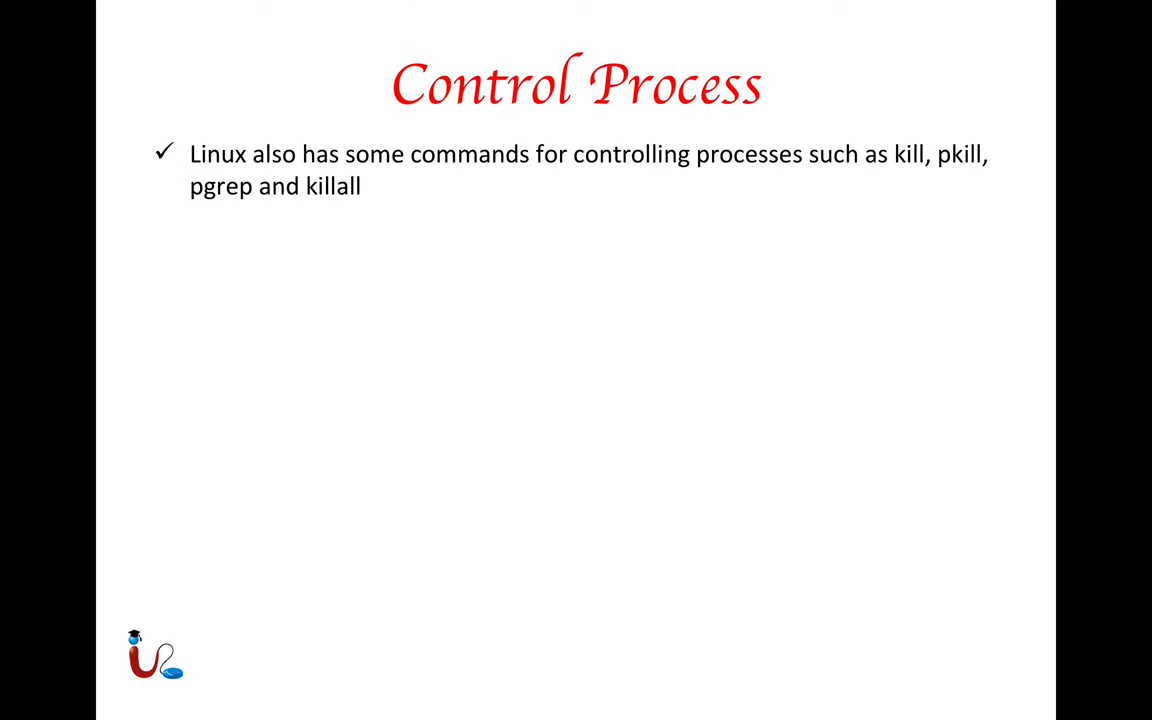 Control Process
✓ Linux also has some commands for controlling processes such as kill, pkill,
pgrep and killall